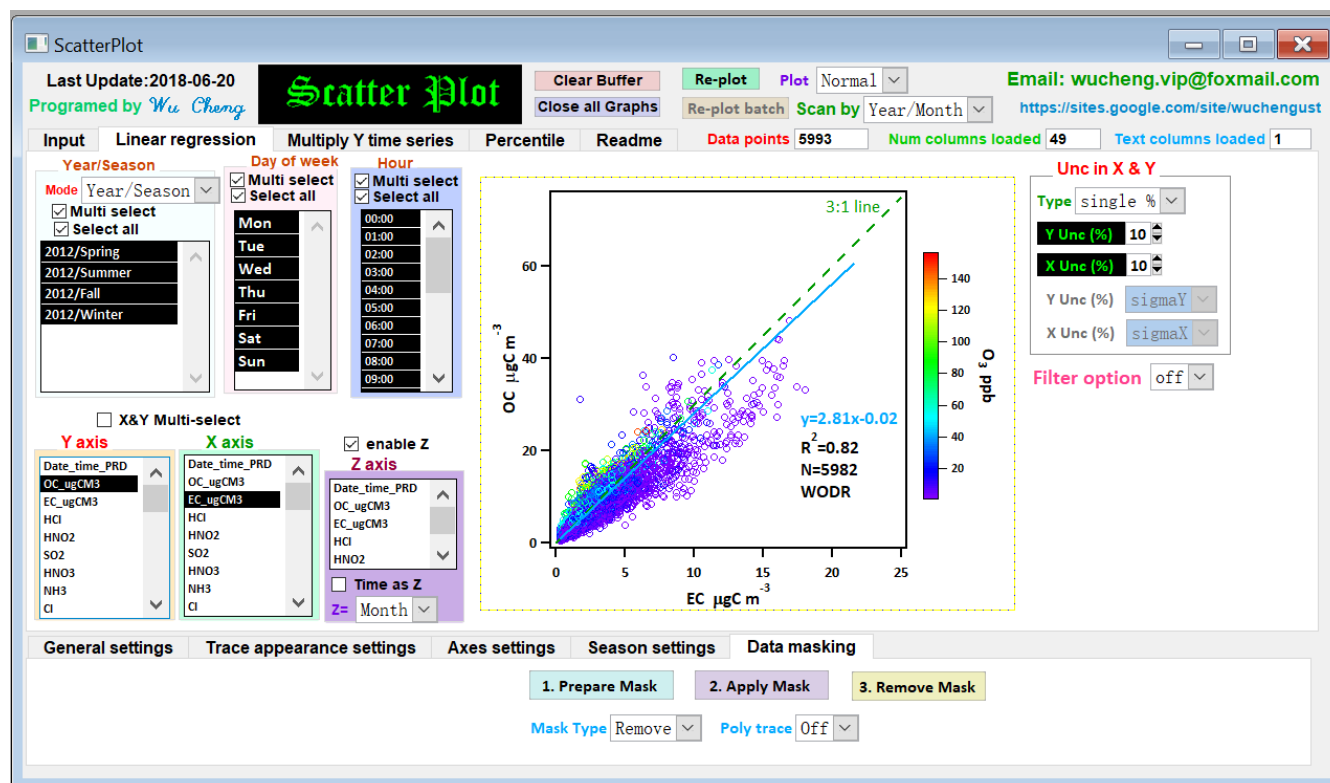 ScatterPlot
Last Update:2018-06-20
Programed by Wu Cheng
Scatter Plot
Clear Buffer
Close all Graphs
Re-plot
Plot Normal
Re-plot batch
Scan by Year/Month
Email: wucheng.vip@foxmail.com
https://sites.google.com/site/wuchengust
Input
Linear regression
Multiply Y time series
Percentile
Readme
Data points 5993
Num columns loaded 49
Text columns loaded 1
Year/Season
Mode Year/Season
Multi select
Select all
2012/Spring
2012/Summer
2012/Fall
2012/Winter
Day of week
Multi select
Select all
Mon
Tue
Wed
Thu
Fri
Sat
Sun
Hour
Multi select
Select all
00:00
01:00
02:00
03:00
04:00
05:00
06:00
07:00
08:00
09:00
X&Y Multi-select
Y axis
Date_time_PRD
OC_ugCM3
EC_ugCM3
HCl
HNO2
SO2
HNO3
NH3
Cl
X axis
Date_time_PRD
OC_ugCM3
EC_ugCM3
HCl
HNO2
SO2
HNO3
NH3
Cl
enable Z
Z axis
Date_time_PRD
OC_ugCM3
EC_ugCM3
HCl
HNO2
Time as Z
Z= Month
OC µgC m⁻³
60
40
20
0
3:1 line
y=2.81x-0.02
R²=0.82
N=5982
WODR
0 5 10 15 20 25
EC µgC m⁻³
140
120
100
80
60
40
20
O₃ ppb
Unc in X & Y
Type single %
Y Unc (%) 10
X Unc (%) 10
Y Unc (%) sigmaY
X Unc (%) sigmaX
Filter option off
General settings
Trace appearance settings
Axes settings
Season settings
Data masking
1. Prepare Mask
2. Apply Mask
3. Remove Mask
Mask Type Remove
Poly trace Off